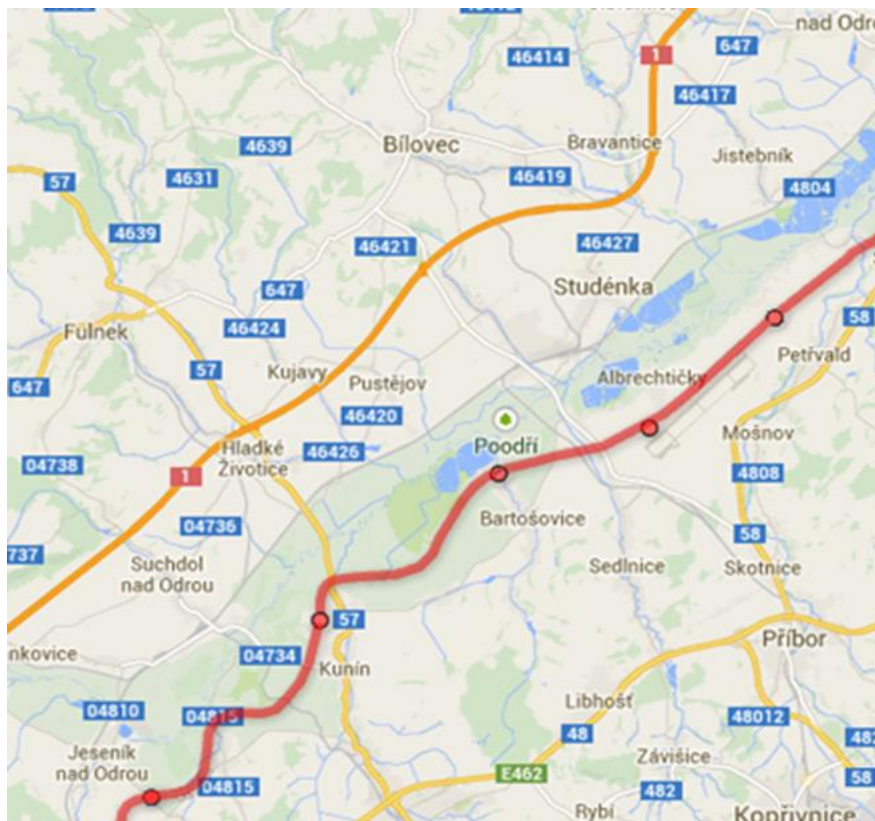 nad Odrou
647
1
46414
46417
4639
Bílovec
Bravantice
Jistebník
57
4631
46419
4804
4639
46421
46427
647
Studénka
46424
Fulnek
58
57
Kujavy
Pustějov
Albrechtičky
Petřvald
647
46420
Poodří
Mošnov
Hladké
Životice
46426
04738
1
4808
Bartošovice
04736
58
737
Suchdol
nad Odrou
Sedlnice
Skotnice
57
Příbor
nkovice
04734
Kunín
Libhošť
04810
04815
48012
48
482
Jeseník
nad Odrou
Závišice
E462
58
04815
482
Rybí
Kopřivnice